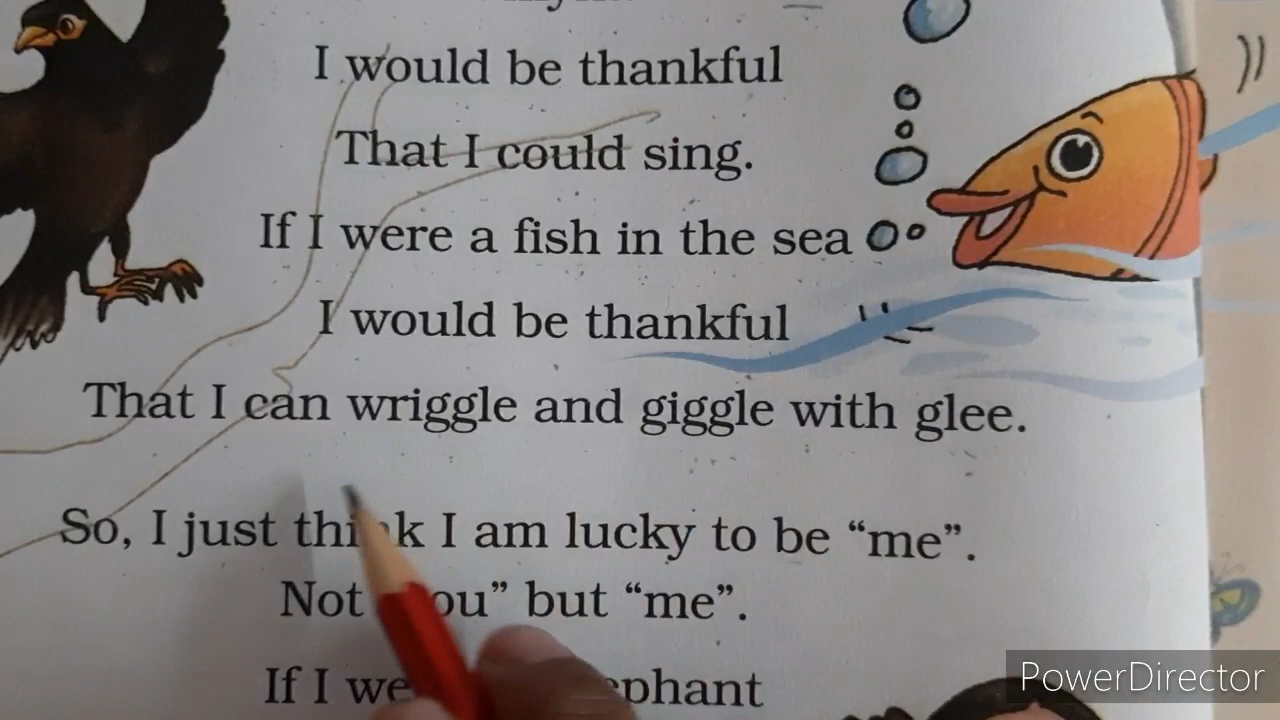 I would be thankful
That I could sing.
If I were a fish in the sea
I would be thankful
That I can wriggle and giggle with glee.
So, I just think I am lucky to be “me”.
Not ou” but “me”.
If I we phant
PowerDirector